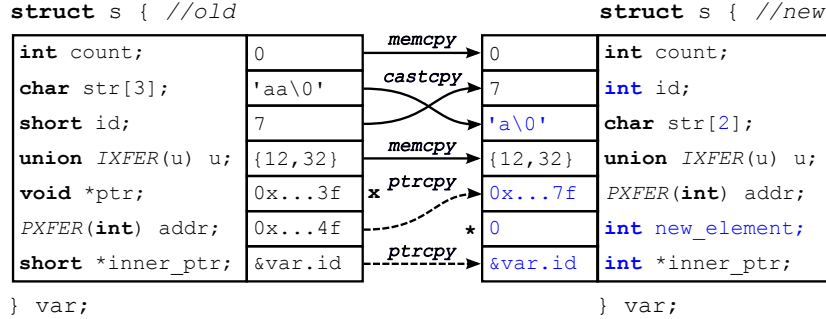 struct s { //old struct s { //new
int count; 0 memcpy 0 int count;
char str[3]; 'aa\0' castcpy 7 int id;
short id; 7 'a\0' char str[2];
union IXFER(u) u; {12,32} memcpy {12,32} union IXFER(u) u;
void *ptr; 0x...3f x ptrcpy 0x...7f PXFER(int) addr;
PXFER(int) addr; 0x...4f * 0 int new_element;
short *inner_ptr; &var.id ptrcpy &var.id int *inner_ptr;
} var; } var;